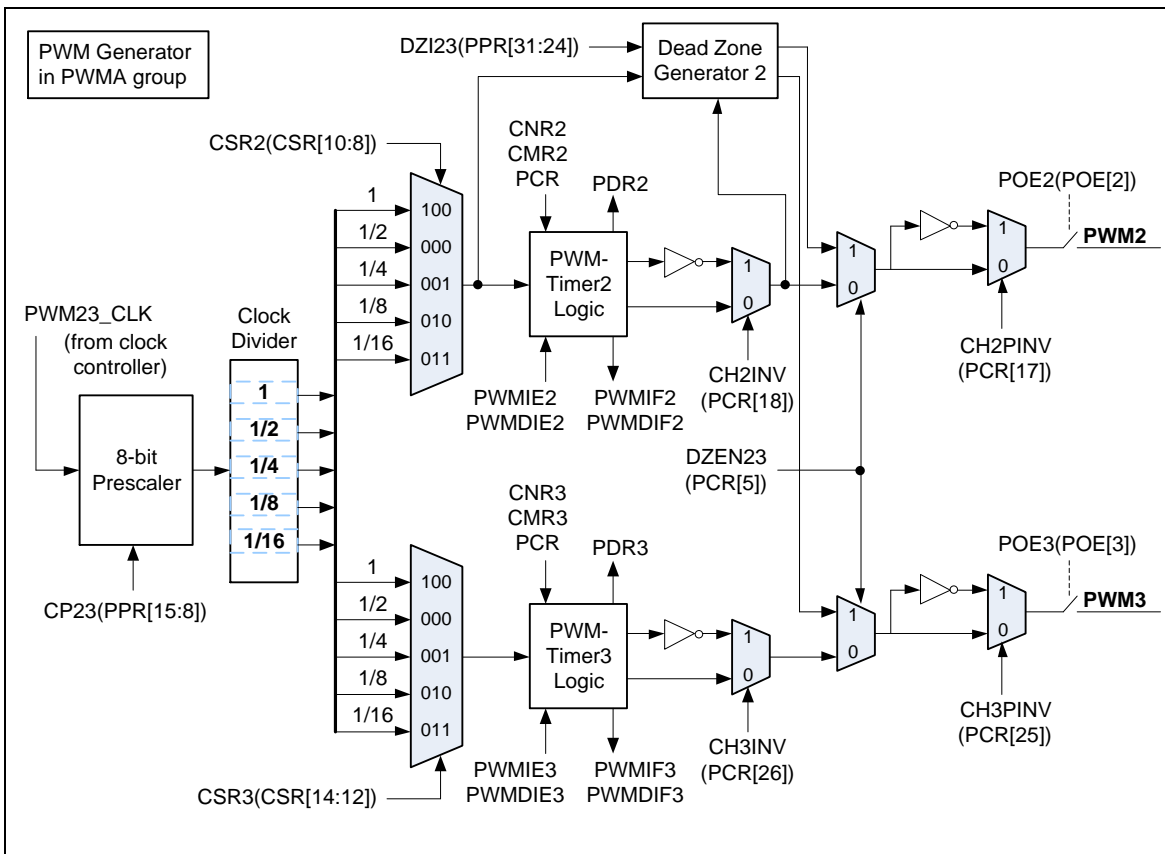 PWM Generator
in PWMA group
DZI23(PPR[31:24])
Dead Zone
Generator 2
CSR2(CSR[10:8])
CNR2
CMR2
PCR
PDR2
POE2(POE[2])
1
1/2
1/4
1/8
1/16
100
000
001
010
011
PWM-
Timer2
Logic
1
0
1
0
1
0
PWM2
PWM23_CLK
(from clock
controller)
Clock
Divider
PWMIE2
PWMDIE2
PWMIF2
PWMDIF2
CH2INV
(PCR[18])
CH2PINV
(PCR[17])
8-bit
Prescaler
1
1/2
1/4
1/8
1/16
DZEN23
(PCR[5])
CP23(PPR[15:8])
CNR3
CMR3
PCR
PDR3
POE3(POE[3])
1
1/2
1/4
1/8
1/16
100
000
001
010
011
PWM-
Timer3
Logic
1
0
1
0
1
0
PWM3
PWMIE3
PWMDIE3
PWMIF3
PWMDIF3
CH3INV
(PCR[26])
CH3PINV
(PCR[25])
CSR3(CSR[14:12])